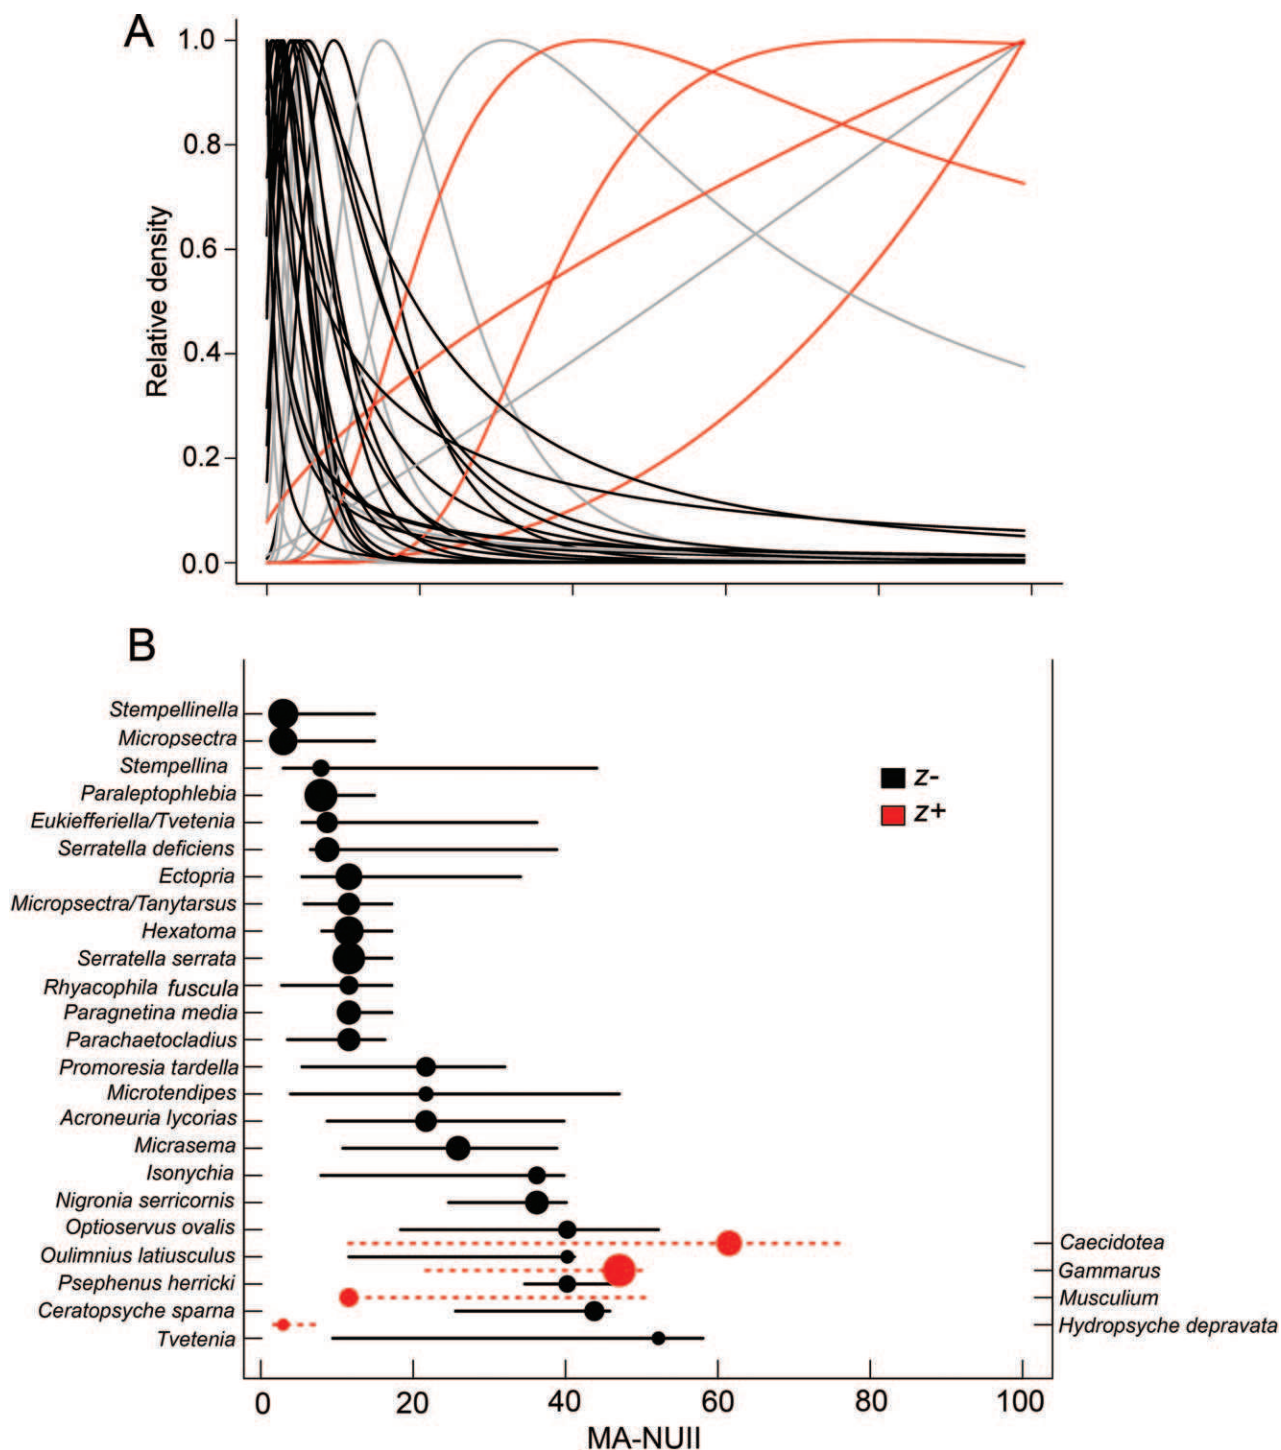 A
1.0
0.8
0.6
0.4
0.2
0.0
Relative density
B
Stempellinella
Micropsectra
Stempellina
Paraleptophlebia
Eukiefferiella/Tvetenia
Serratella deficiens
Ectopria
Micropsectra/Tanytarsus
Hexatoma
Serratella serrata
Rhyacophila fuscula
Paragnetina media
Parachaetocladius
Promoresia tardella
Microtendipes
Acroneuria lycorias
Micrasema
Isonychia
Nigronia serricornis
Optioservus ovalis
Oulimnius latiusculus
Psephenus herricki
Ceratopsyche sparna
Tvetenia
z-
z+
Caecidotea
Gammarus
Musculium
Hydropsyche depravata
0 20 40 60 80 100
MA-NUII